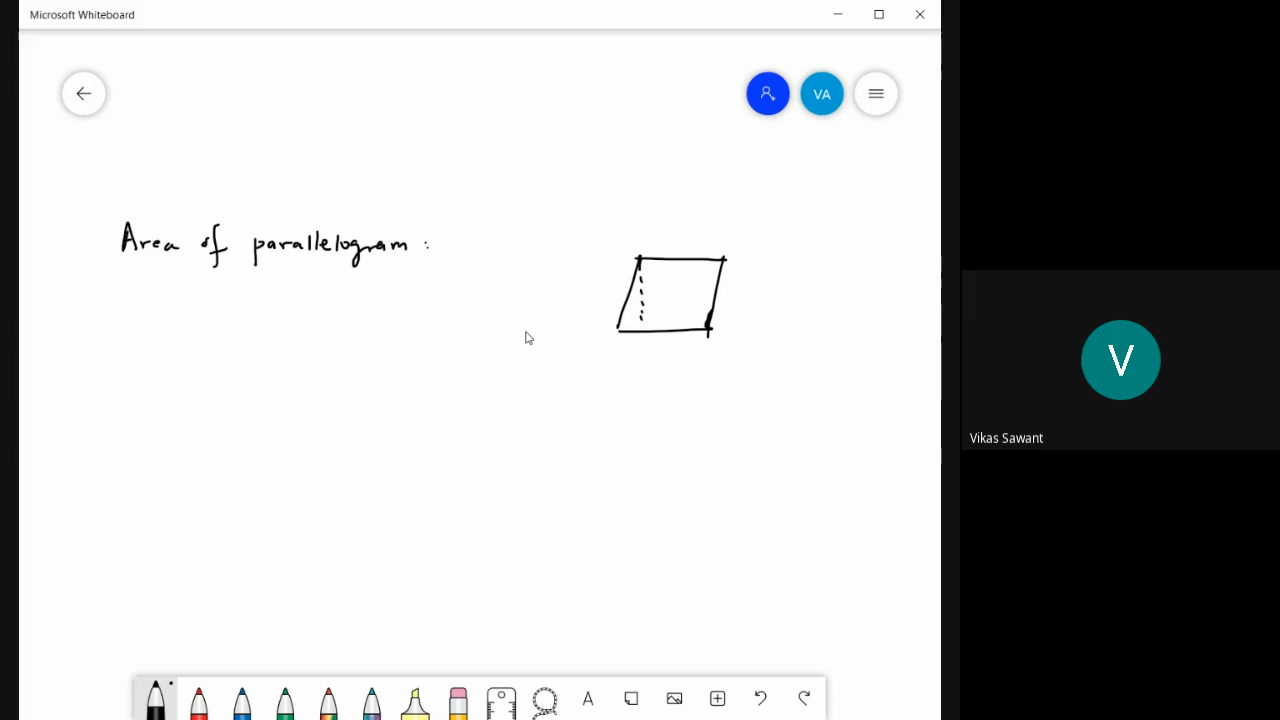 Microsoft Whiteboard
VA
Area of parallelogram :
V
Vikas Sawant
A